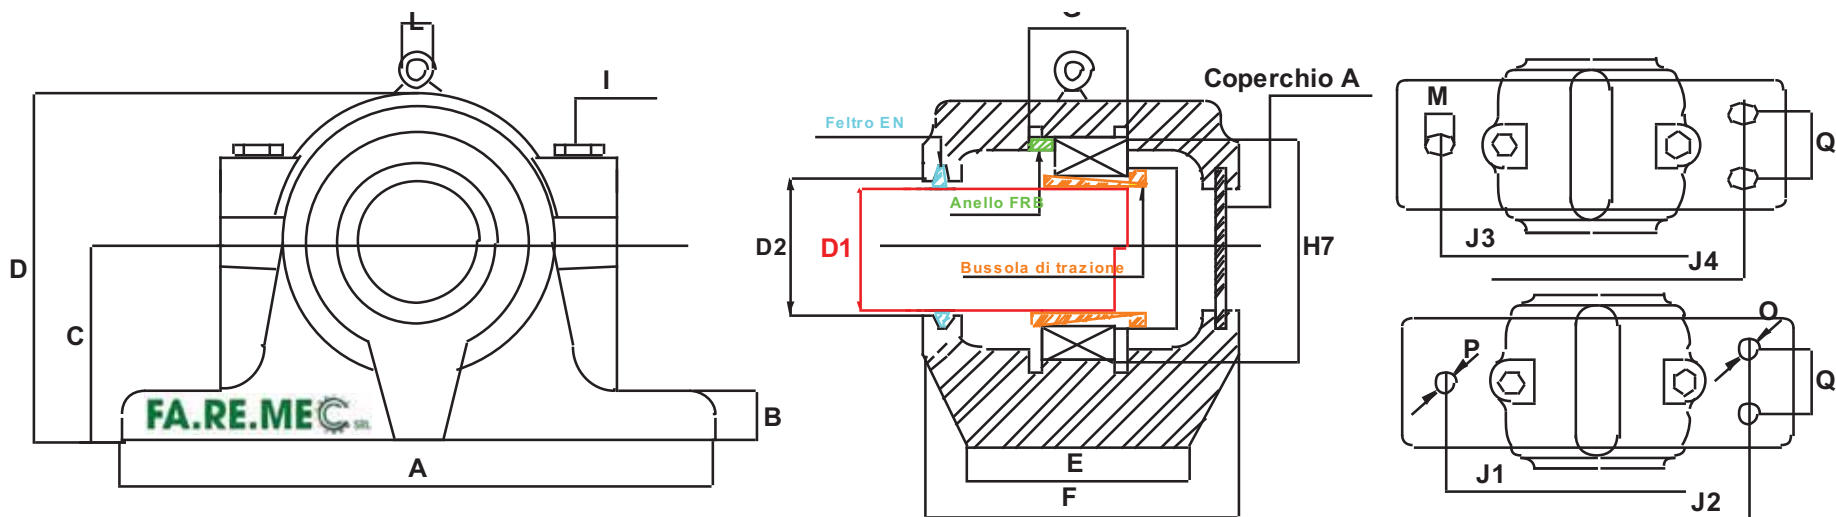 L
I
D
C
B
FA.RE.MEC SRL
A
G
Coperchio A
Feltro EN
Anello FRB
D2
D1
H7
Bussola di trazione
E
F
M
Q
J3
J4
O
P
Q
J1
J2